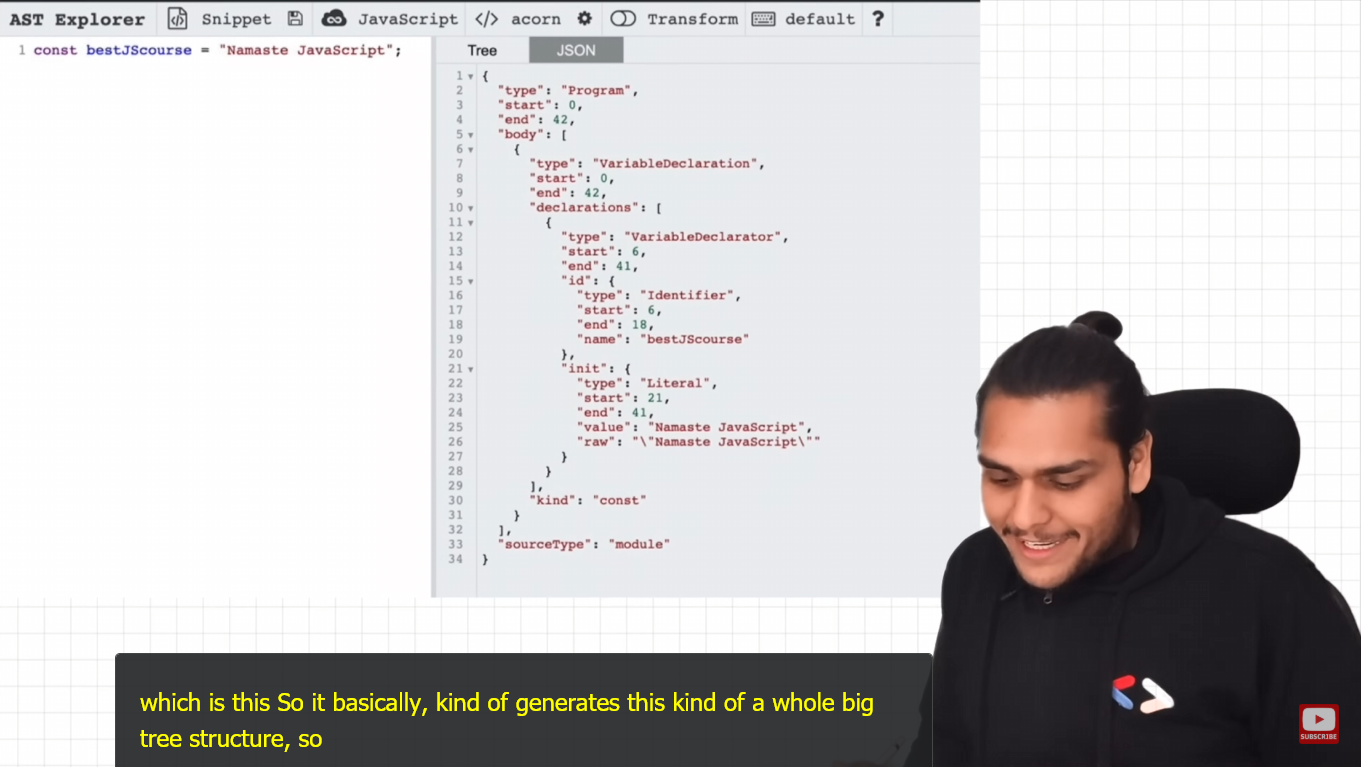 AST Explorer Snippet JavaScript </> acorn Transform default ?
1 const bestJScourse = "Namaste JavaScript";
Tree JSON
1 {
2 "type": "Program",
3 "start": 0,
4 "end": 42,
5 "body": [
6 {
7 "type": "VariableDeclaration",
8 "start": 0,
9 "end": 42,
10 "declarations": [
11 {
12 "type": "VariableDeclarator",
13 "start": 6,
14 "end": 41,
15 "id": {
16 "type": "Identifier",
17 "start": 6,
18 "end": 18,
19 "name": "bestJScourse"
20 },
21 "init": {
22 "type": "Literal",
23 "start": 21,
24 "end": 41,
25 "value": "Namaste JavaScript",
26 "raw": "\"Namaste JavaScript\""
27 }
28 }
29 ],
30 "kind": "const"
31 }
32 ],
33 "sourceType": "module"
34 }
SUBSCRIBE
which is this So it basically, kind of generates this kind of a whole big
tree structure, so